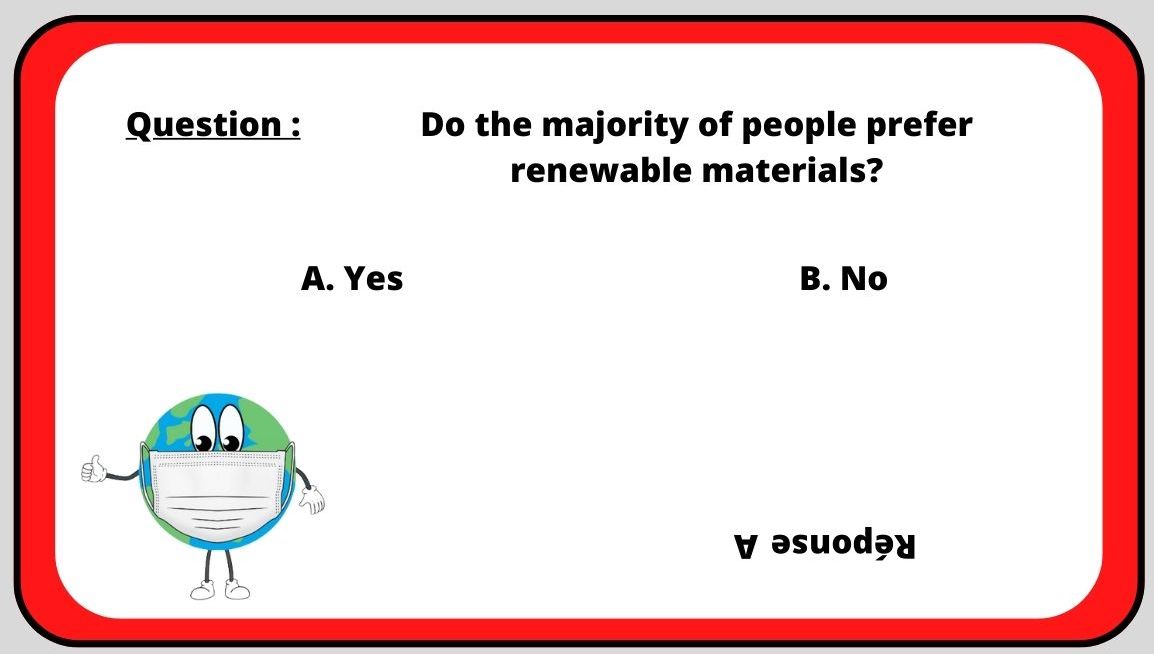 Question :
Do the majority of people prefer
renewable materials?
A. Yes
B. No
Réponse A